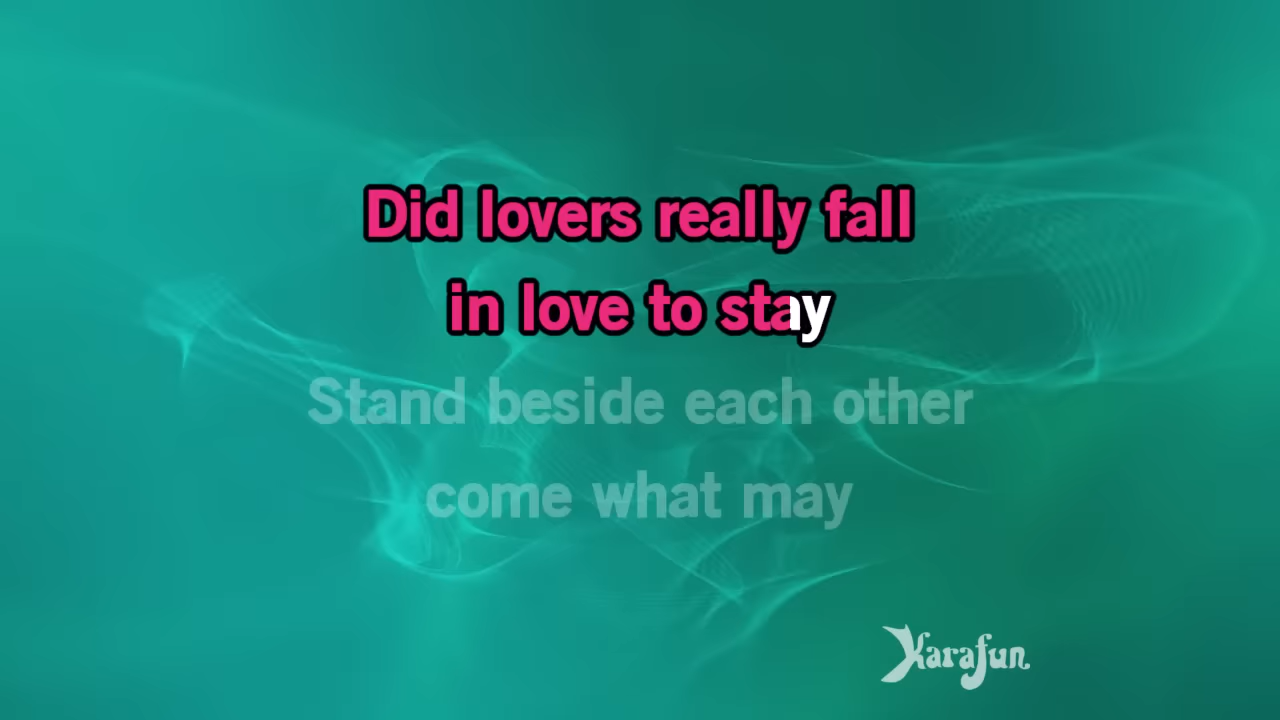 Did lovers really fall
in love to stay
Stand beside each other
come what may
Karafun